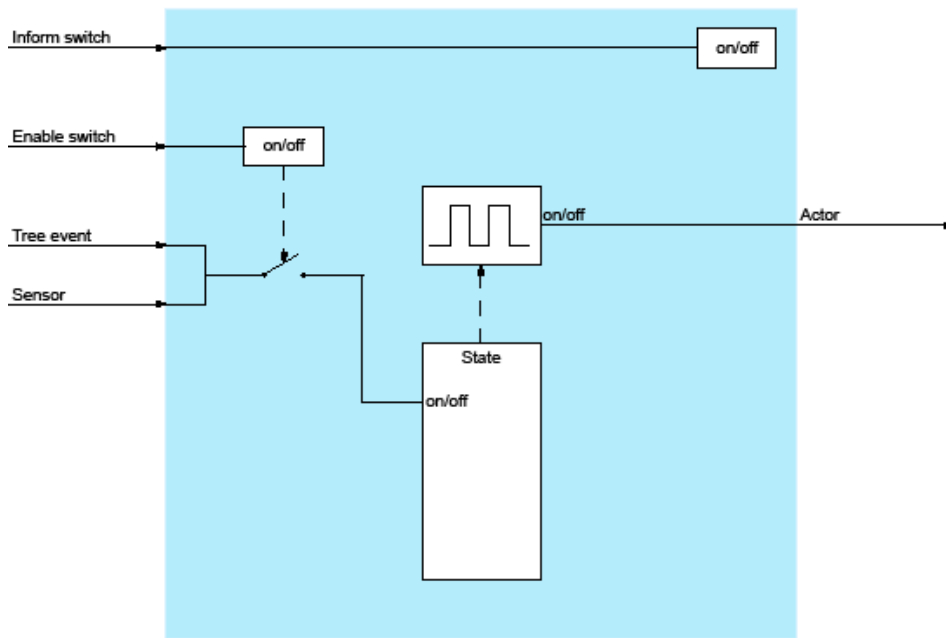 Inform switch
on/off
Enable switch
on/off
Tree event
on/off
Actor
Sensor
State
on/off